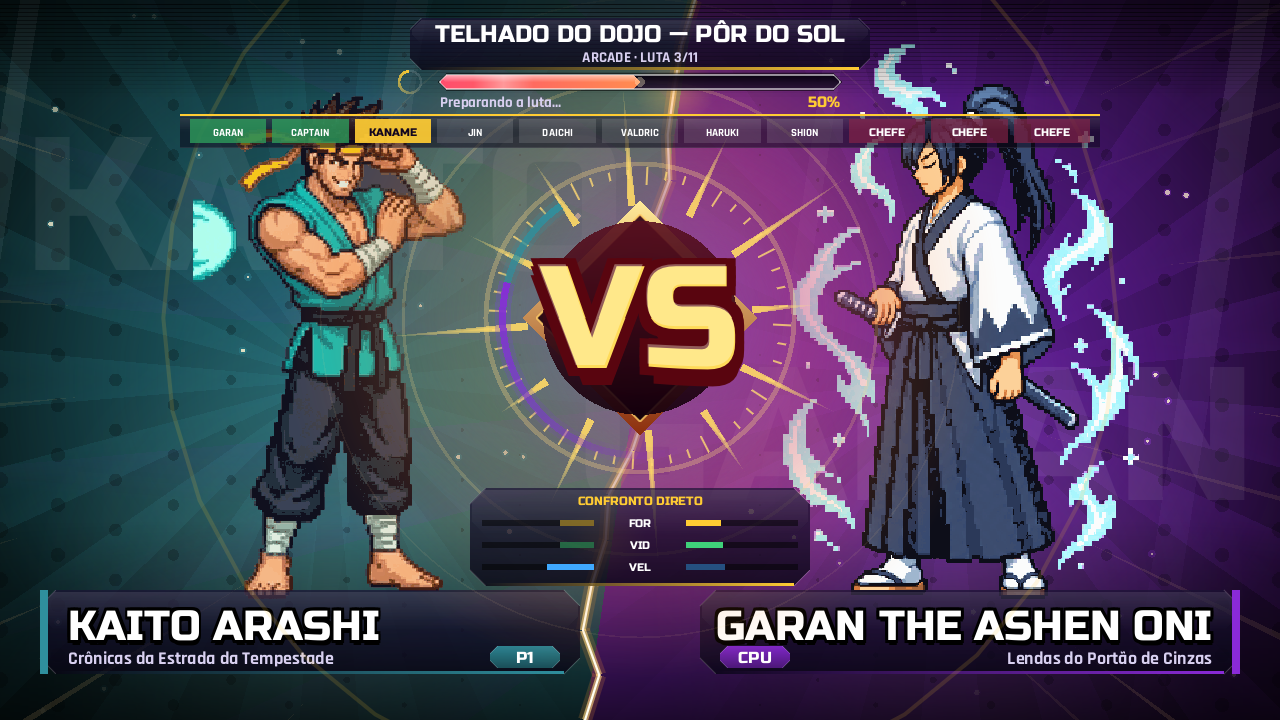 TELHADO DO DOJO — PÔR DO SOL
ARCADE · LUTA 3/11
Preparando a luta... 50%
GARAN CAPTAIN KANAME JIN DAICHI VALDRIC HARUKI SHION CHEFE CHEFE CHEFE
VS
CONFRONTO DIRETO
FOR
VID
VEL
KAITO ARASHI
Crônicas da Estrada da Tempestade
P1
GARAN THE ASHEN ONI
CPU
Lendas do Portão de Cinzas